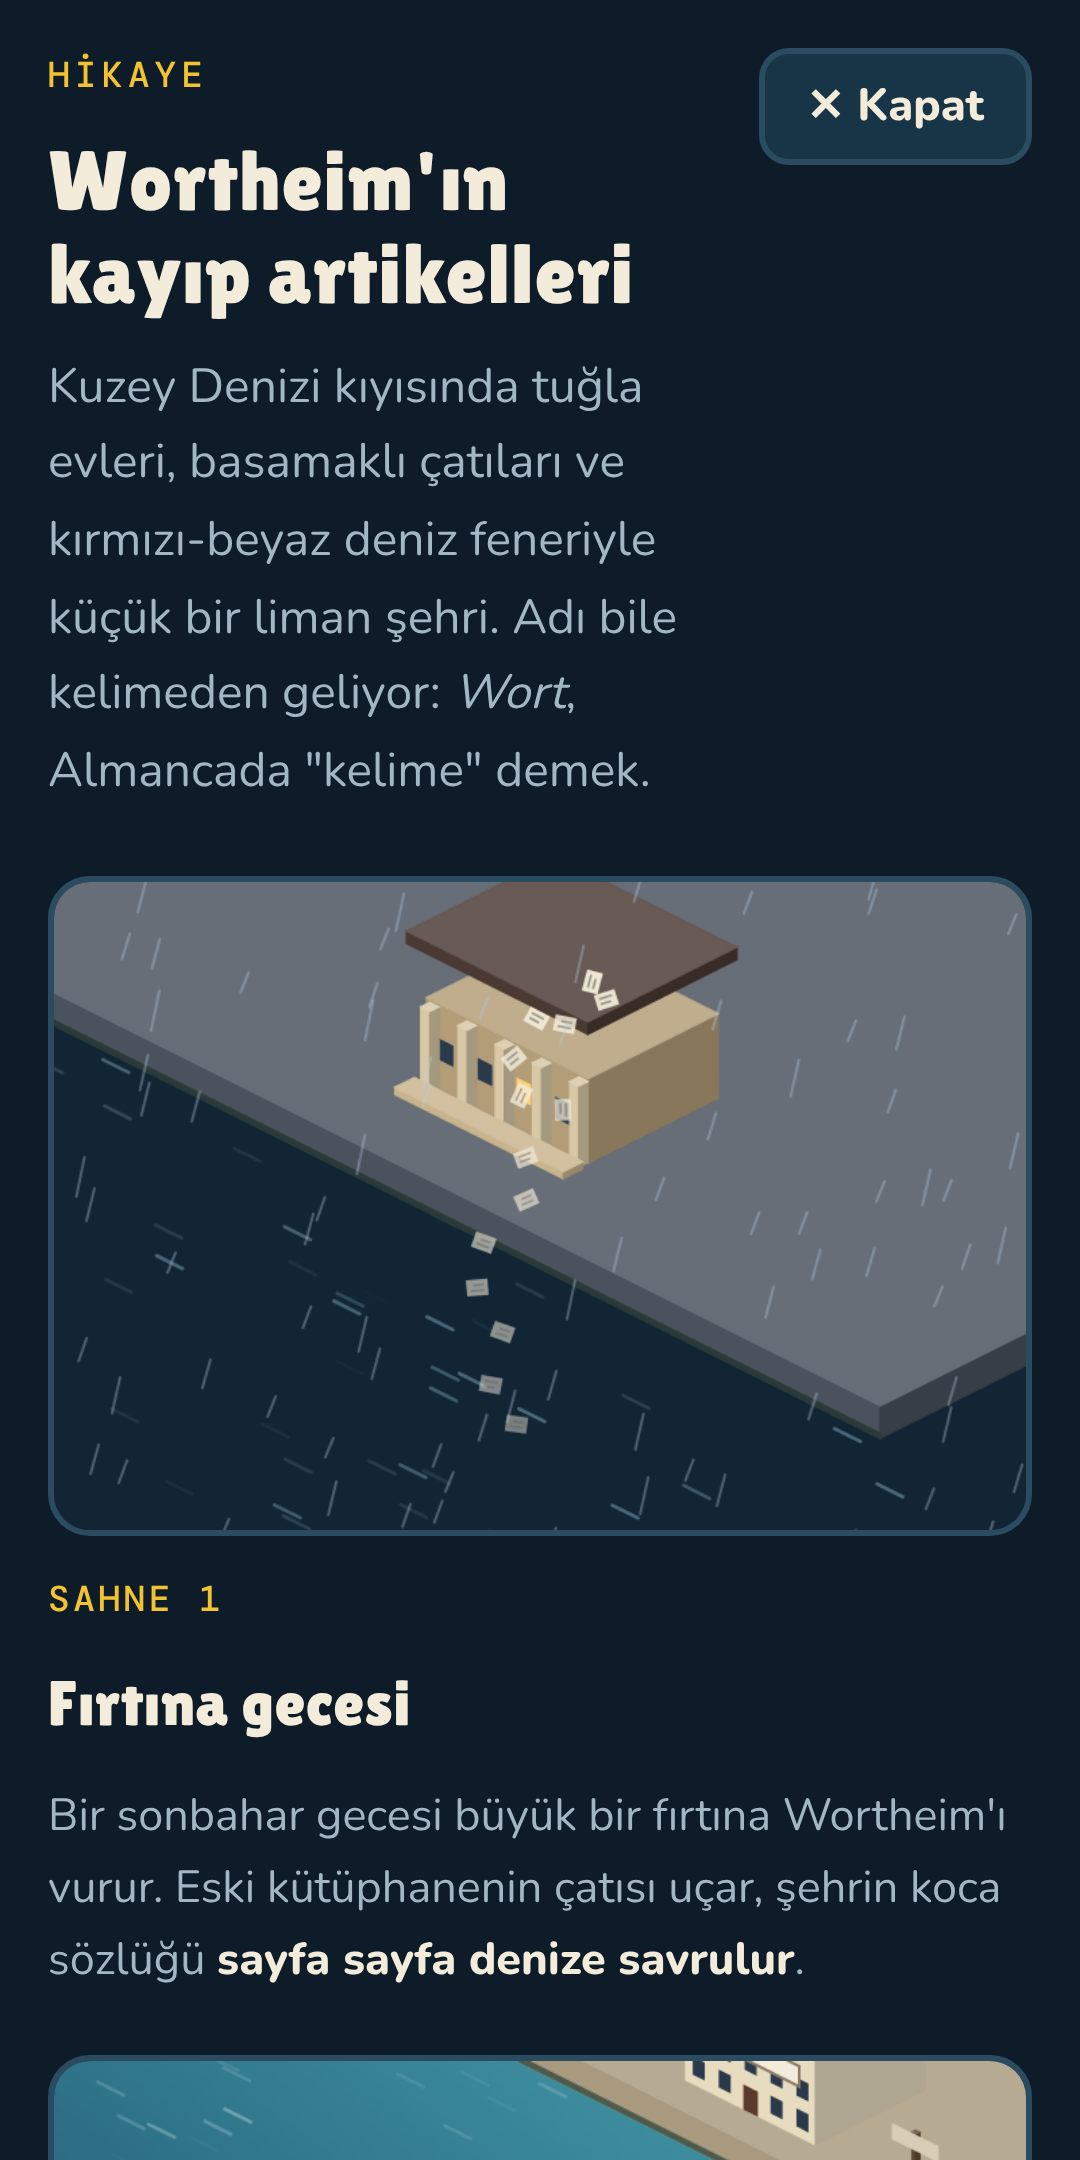 HİKAYE
✕ Kapat
Wortheim'ın
kayıp artikelleri
Kuzey Denizi kıyısında tuğla
evleri, basamaklı çatıları ve
kırmızı-beyaz deniz feneriyle
küçük bir liman şehri. Adı bile
kelimeden geliyor: Wort,
Almancada "kelime" demek.
SAHNE 1
Fırtına gecesi
Bir sonbahar gecesi büyük bir fırtına Wortheim'ı
vurur. Eski kütüphanenin çatısı uçar, şehrin koca
sözlüğü sayfa sayfa denize savrulur.